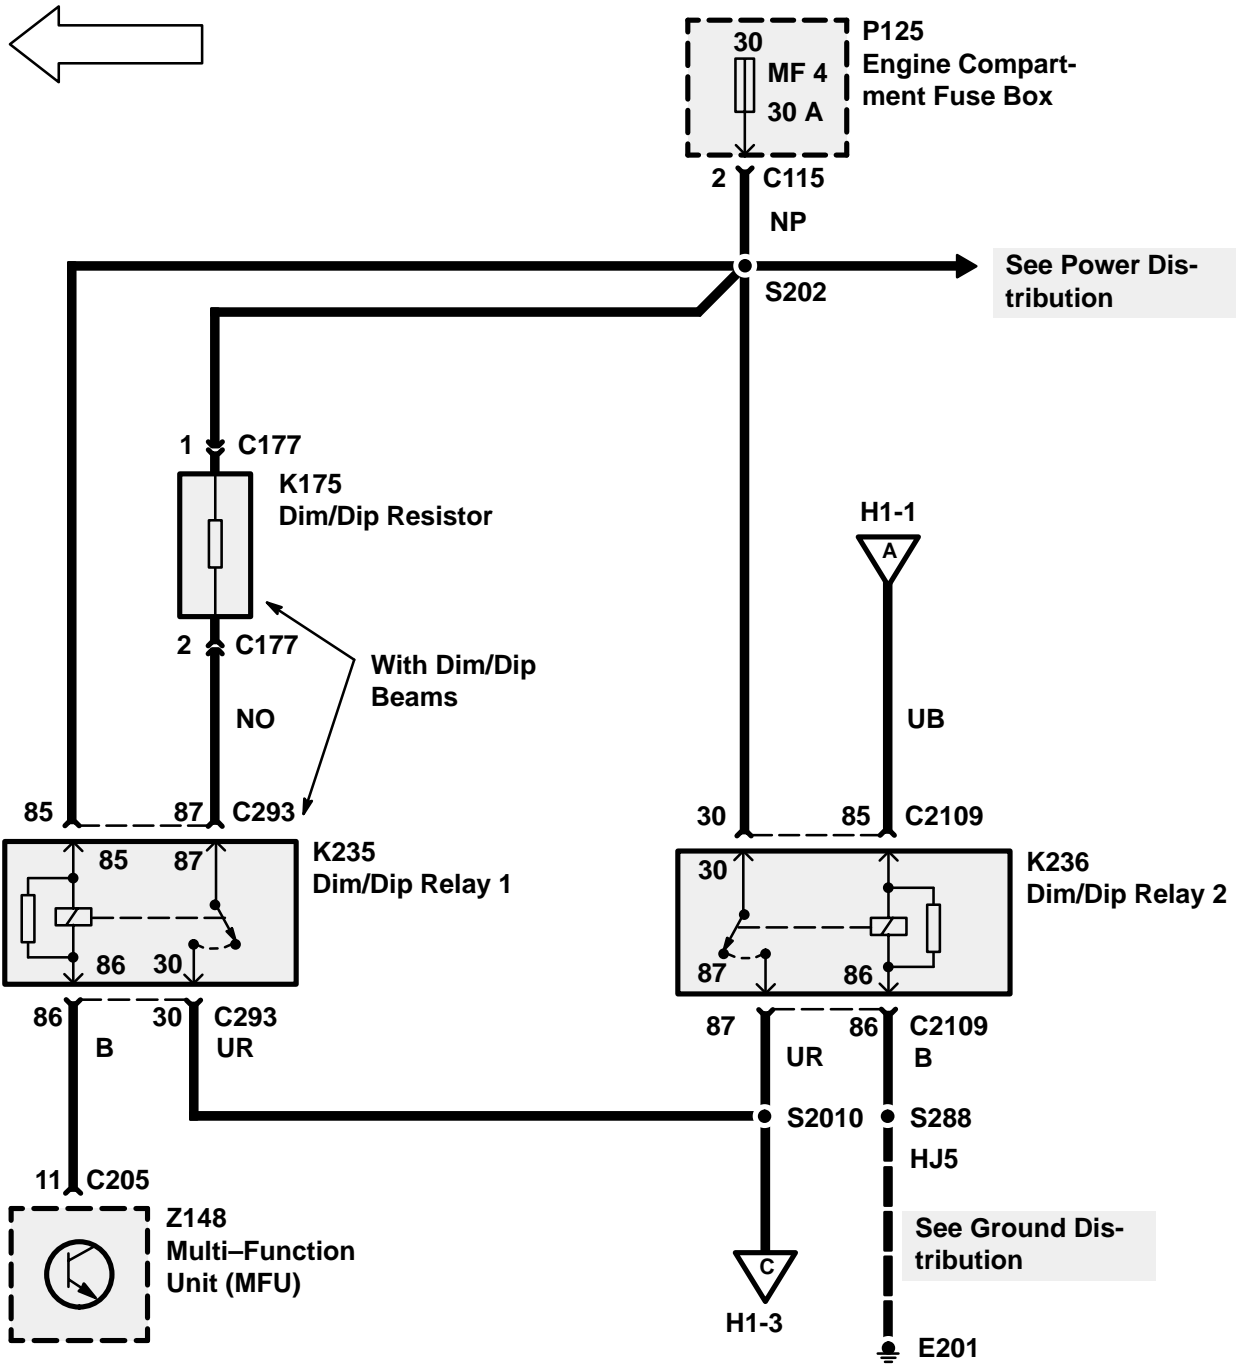 30
MF 4
30 A
P125
Engine Compart-
ment Fuse Box
2 C115
NP
See Power Dis-
tribution
S202
1 C177
K175
Dim/Dip Resistor
H1-1
A
2 C177
With Dim/Dip
Beams
NO
UB
85 87 C293
30 85 C2109
85 87
K235
Dim/Dip Relay 1
30
K236
Dim/Dip Relay 2
86 30
87 86
86 30 C293
B UR
87 86 C2109
UR B
S2010 S288
HJ5
11 C205
Z148
Multi–Function
Unit (MFU)
See Ground Dis-
tribution
C
H1-3
E201